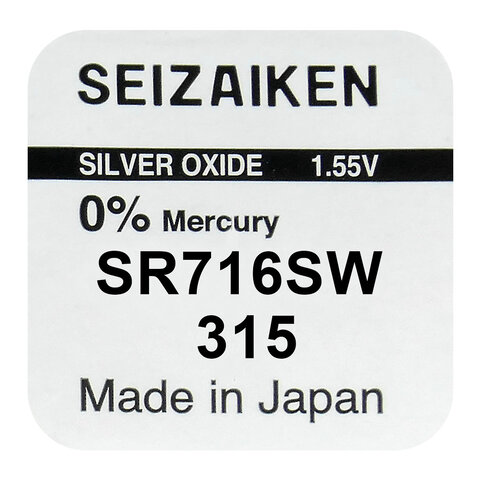 SEIZAIKEN
SILVER OXIDE 1.55V
0% Mercury
SR716SW
315
Made in Japan